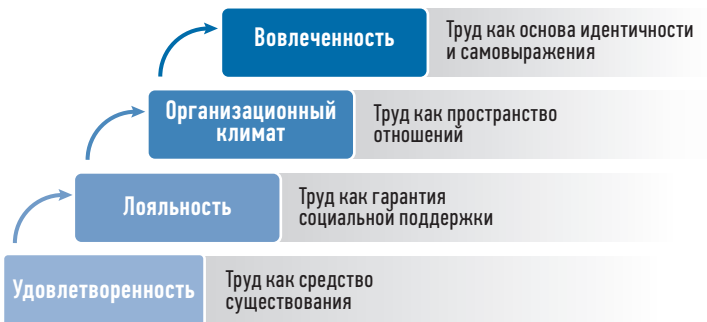 Вовлеченность
Труд как основа идентичности
и самовыражения
Организационный
климат
Труд как пространство
отношений
Лояльность
Труд как гарантия
социальной поддержки
Удовлетворенность
Труд как средство
существования